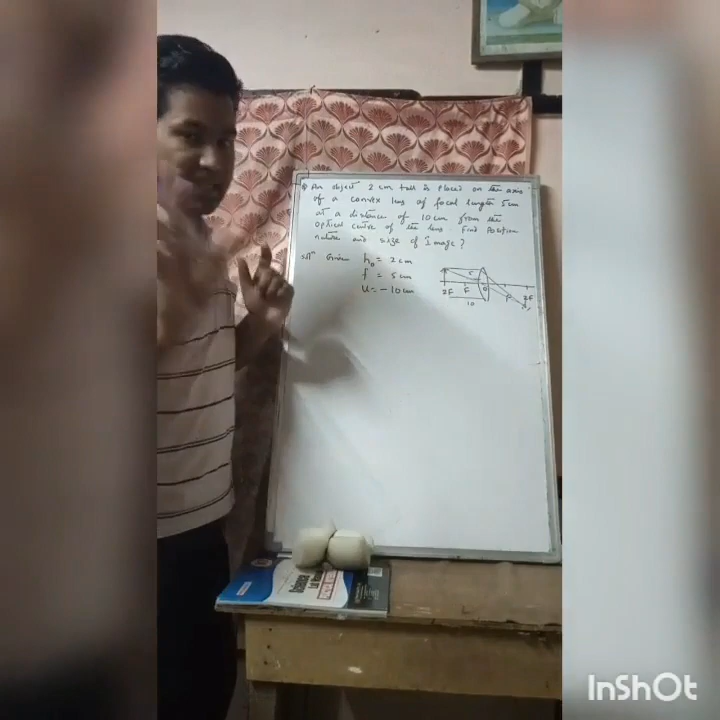 Q An object 2 cm tall is placed on the axis
of a convex lens of focal length 5cm
at a distance of 10 cm from the
optical centre of the lens. Find Position
nature and size of Image?
Solⁿ Given h₀ = 2 cm
f = 5 cm
u = -10 cm
2F F O F 2F
10
Science
InShOt